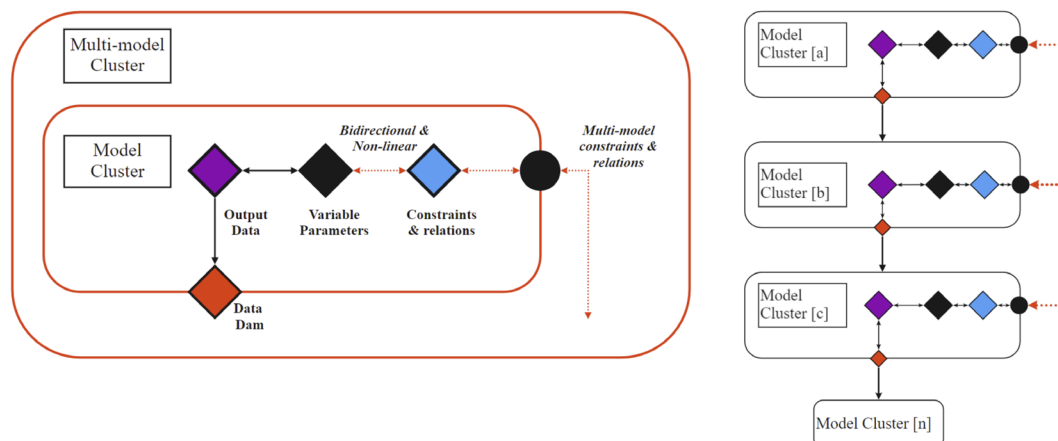 Multi-model
Cluster
Model
Cluster
Bidirectional &
Non-linear
Multi-model
constraints &
relations
Output
Data
Variable
Parameters
Constraints
& relations
Data
Dam
Model
Cluster [a]
Model
Cluster [b]
Model
Cluster [c]
Model Cluster [n]